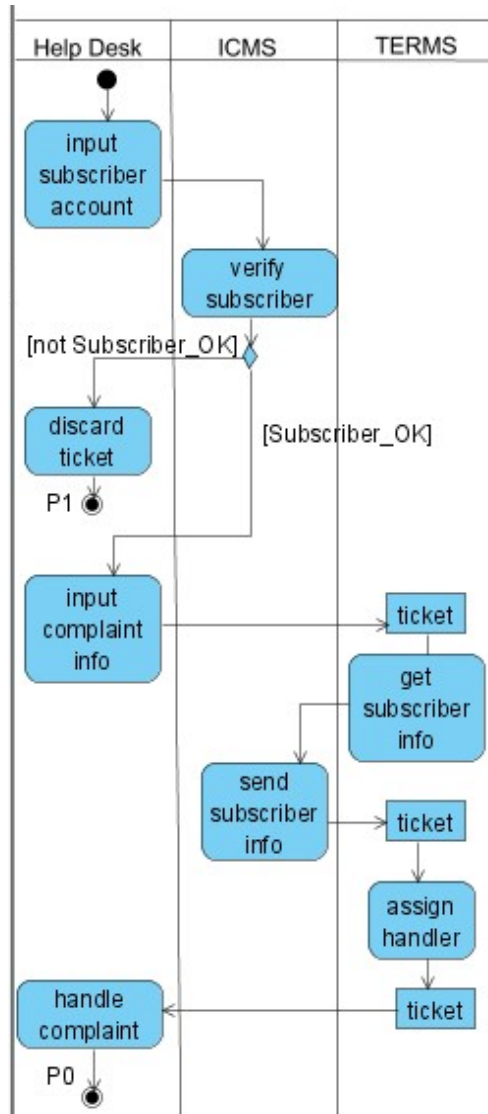 Help Desk
ICMS
TERMS
input
subscriber
account
verify
subscriber
[not Subscriber_OK]
discard
ticket
[Subscriber_OK]
P1
input
complaint
info
ticket
get
subscriber
info
send
subscriber
info
ticket
assign
handler
handle
complaint
ticket
P0